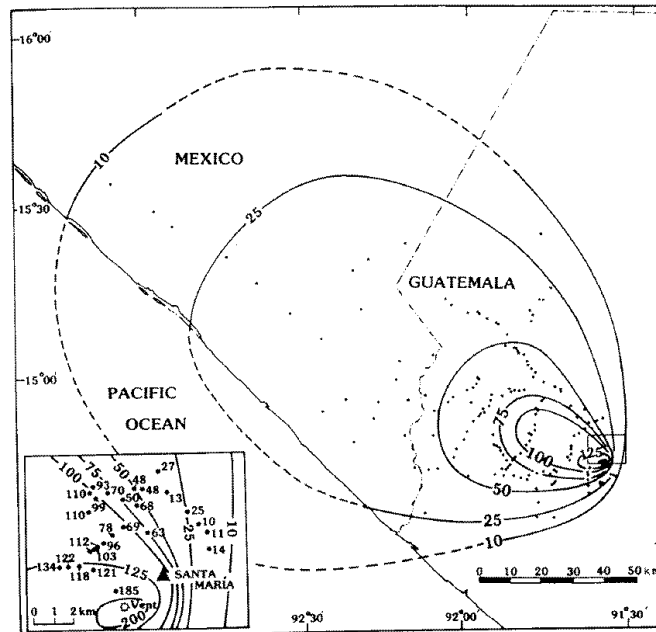 16°00'
MEXICO
10
25
15°30'
GUATEMALA
15°00'
PACIFIC
OCEAN
75
100
125
50
25
10
0 10 20 30 40 50 km
92°30'
92°00'
91°30'
100
75
50
27
110 93 70 48 48
13
99 50 68
110
25
10
25
10
78 69 63
11
112 96
14
103
134 122
118 121 125
SANTA
MARÍA
185
Vent
200
0 1 2 km